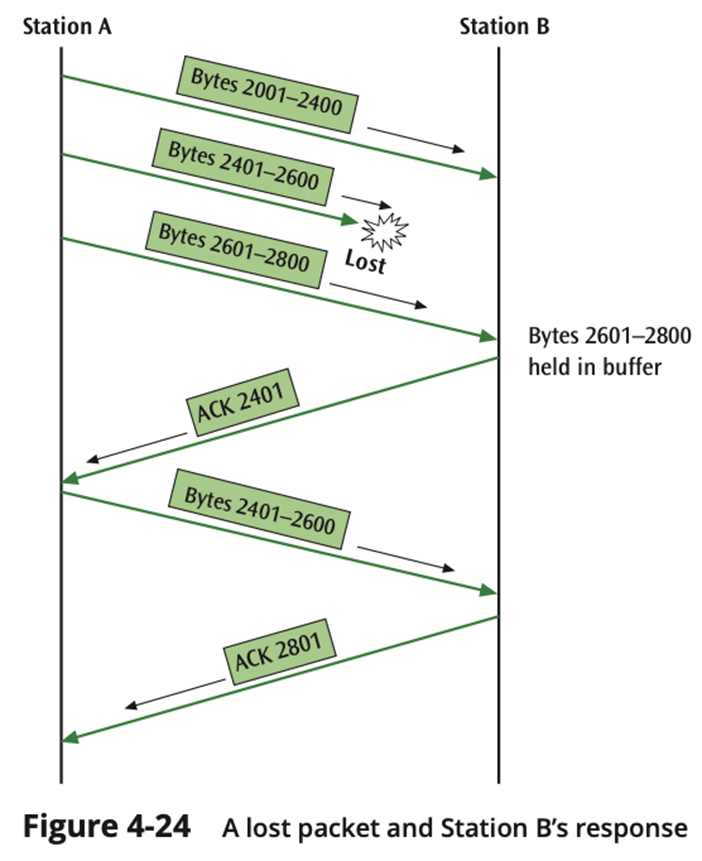 Station A
Station B
Bytes 2001–2400
Bytes 2401–2600
Lost
Bytes 2601–2800
Bytes 2601–2800
held in buffer
ACK 2401
Bytes 2401–2600
ACK 2801
Figure 4-24 A lost packet and Station B’s response